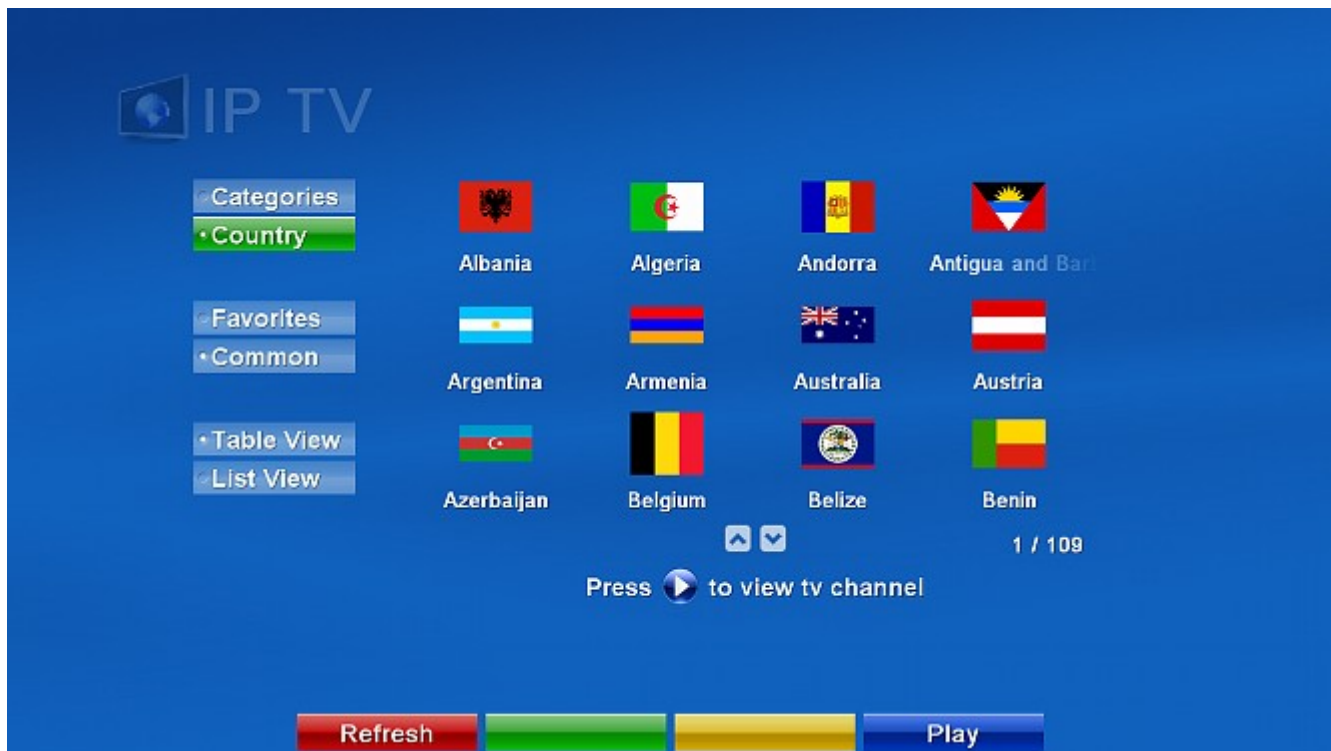 IP TV
Categories
Country
Favorites
Common
Table View
List View
Albania Algeria Andorra Antigua and Bar
Argentina Armenia Australia Austria
Azerbaijan Belgium Belize Benin
1 / 109
Press to view tv channel
Refresh Play